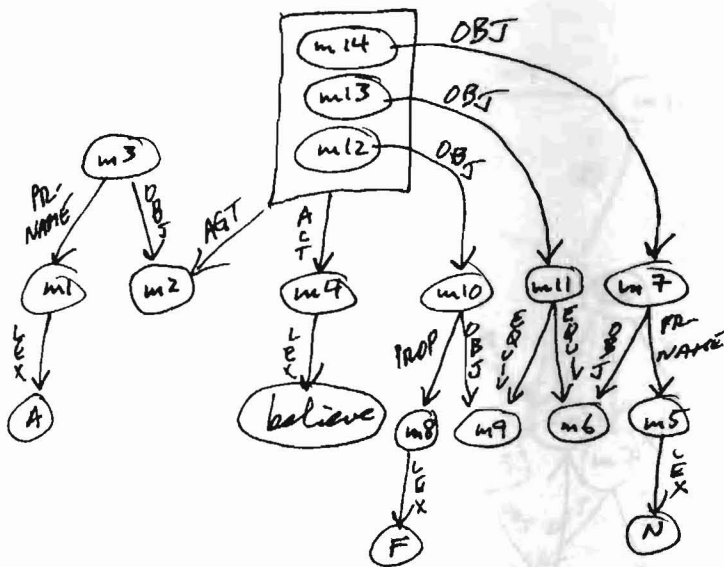 m14 OBJ
m13 OBJ
m12 OBJ
m3
PR-NAME OBJ AGT ACT
m1 m2 m4 m10 m11 m7
LEX LEX PROP OBJ EQUIV EQUIV OBJ PR-NAME
A believe m8 m9 m6 m5
LEX LEX
F N